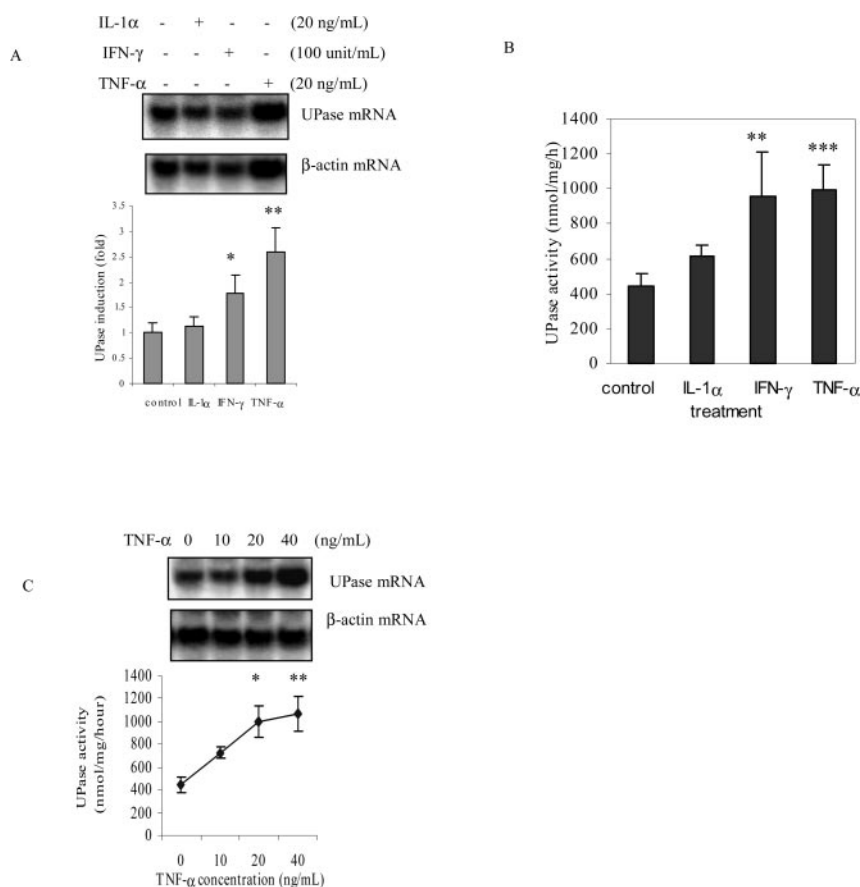 A
IL-1α - + - - (20 ng/mL)
IFN-γ - - + - (100 unit/mL)
TNF-α - - - + (20 ng/mL)
UPase mRNA
β-actin mRNA
UPase induction (fold)
3.5
3
2.5
2
1.5
1
0.5
0
* **
control IL-1α IFN-γ TNF-α
B
UPase activity (nmol/mg/h)
1400
1200
1000
800
600
400
200
0
** ***
control IL-1α IFN-γ TNF-α
treatment
C
TNF-α 0 10 20 40 (ng/mL)
UPase mRNA
β-actin mRNA
UPase activity
(nmol/mg/hour)
1400
1200
1000
800
600
400
200
0
* **
0 10 20 40
TNF-α concentration (ng/mL)